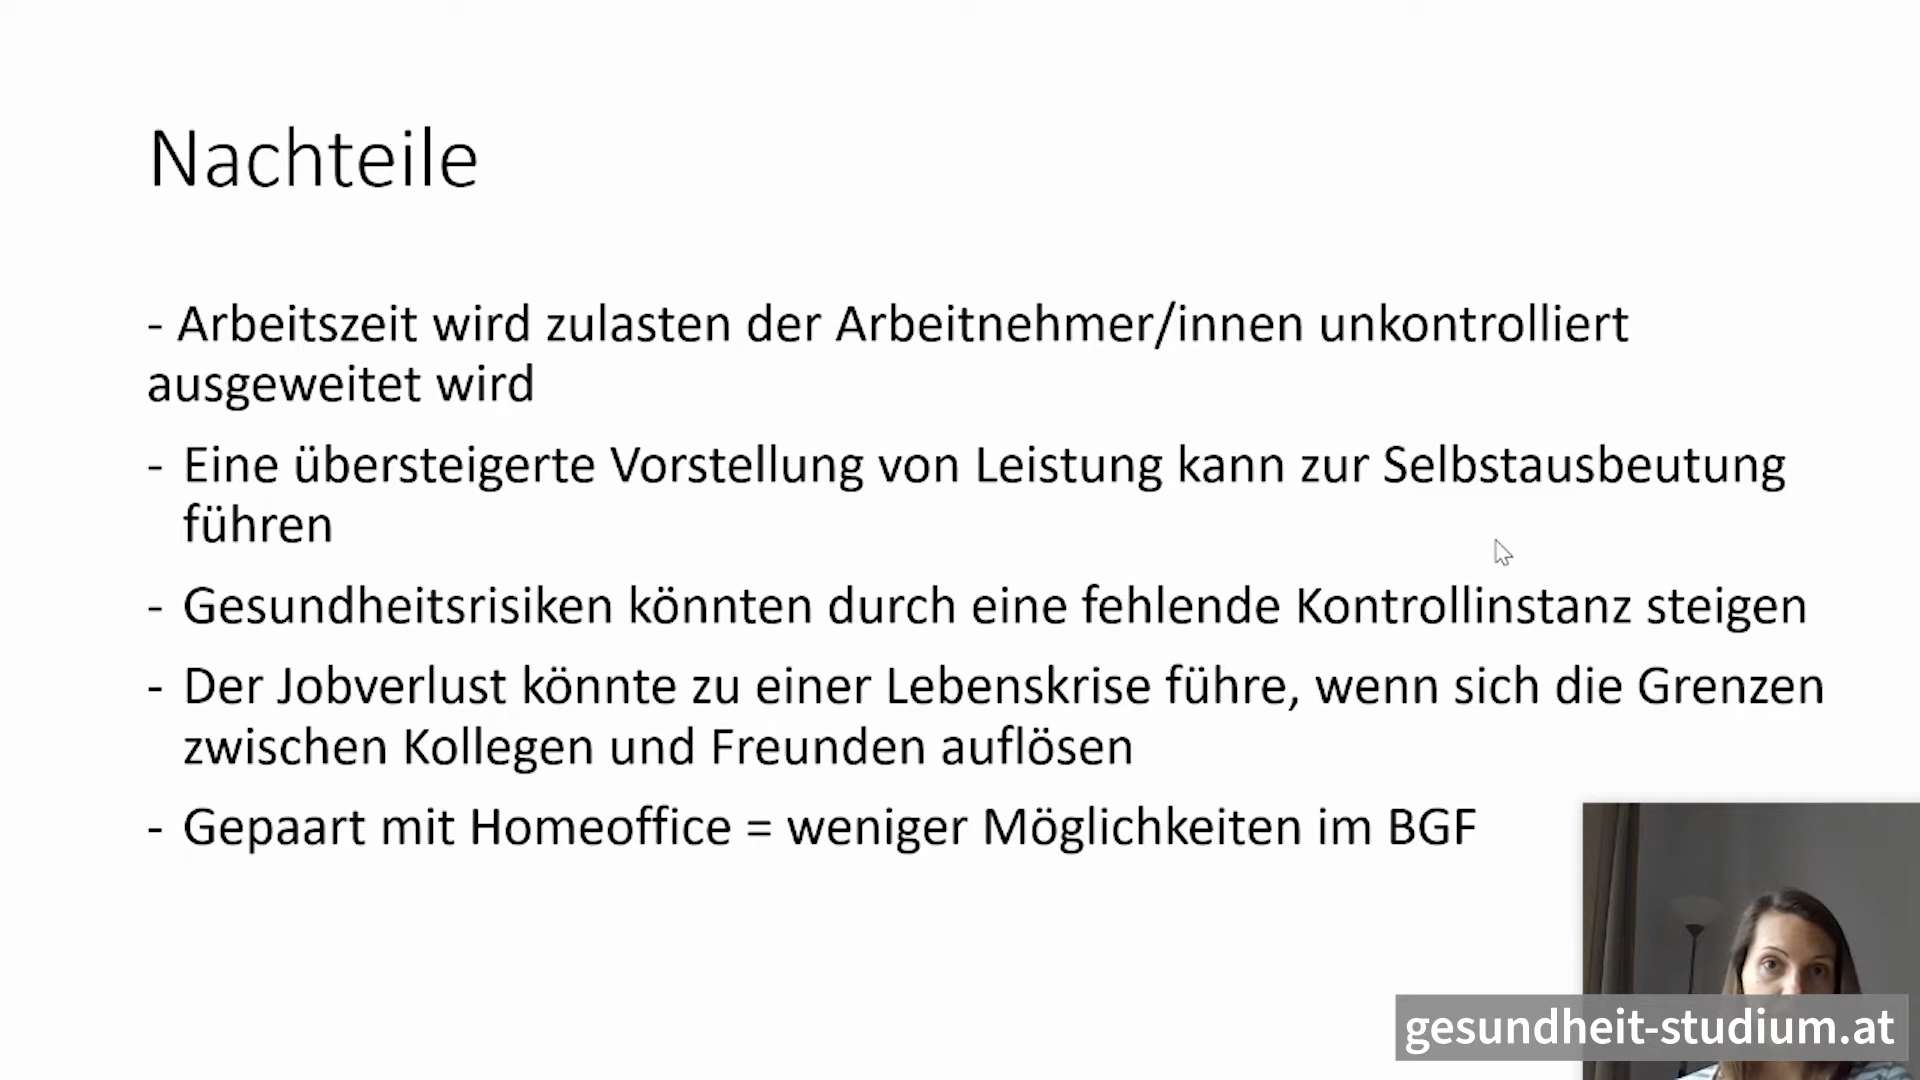 Nachteile
- Arbeitszeit wird zulasten der Arbeitnehmer/innen unkontrolliert
ausgeweitet wird
- Eine übersteigerte Vorstellung von Leistung kann zur Selbstausbeutung
führen
- Gesundheitsrisiken könnten durch eine fehlende Kontrollinstanz steigen
- Der Jobverlust könnte zu einer Lebenskrise führe, wenn sich die Grenzen
zwischen Kollegen und Freunden auflösen
- Gepaart mit Homeoffice = weniger Möglichkeiten im BGF
gesundheit-studium.at